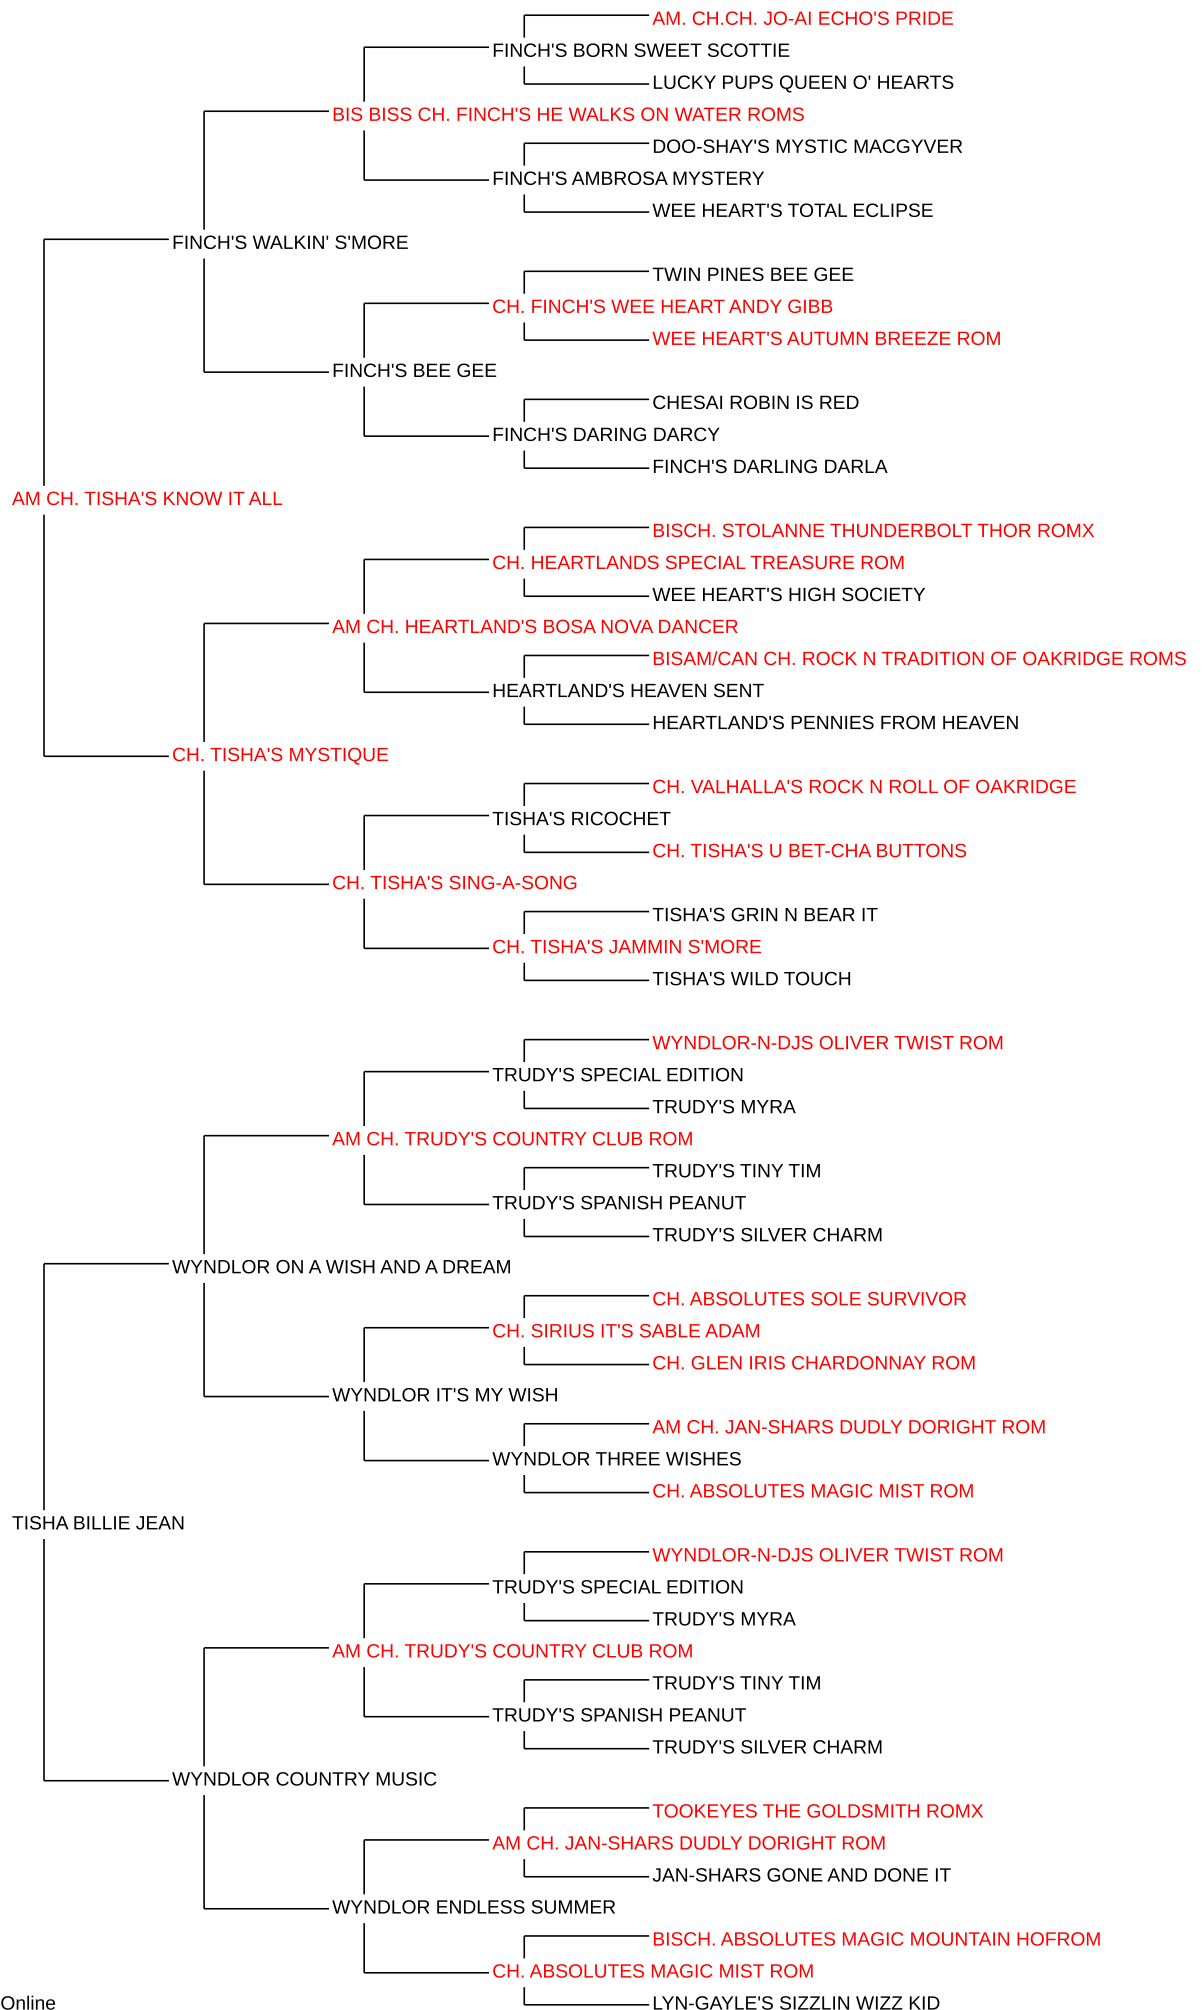 AM. CH.CH. JO-AI ECHO'S PRIDE
FINCH'S BORN SWEET SCOTTIE
LUCKY PUPS QUEEN O' HEARTS
BIS BISS CH. FINCH'S HE WALKS ON WATER ROMS
DOO-SHAY'S MYSTIC MACGYVER
FINCH'S AMBROSA MYSTERY
WEE HEART'S TOTAL ECLIPSE
FINCH'S WALKIN' S'MORE
TWIN PINES BEE GEE
CH. FINCH'S WEE HEART ANDY GIBB
WEE HEART'S AUTUMN BREEZE ROM
FINCH'S BEE GEE
CHESAI ROBIN IS RED
FINCH'S DARING DARCY
FINCH'S DARLING DARLA
AM CH. TISHA'S KNOW IT ALL
BISCH. STOLANNE THUNDERBOLT THOR ROMX
CH. HEARTLANDS SPECIAL TREASURE ROM
WEE HEART'S HIGH SOCIETY
AM CH. HEARTLAND'S BOSA NOVA DANCER
BISAM/CAN CH. ROCK N TRADITION OF OAKRIDGE ROMS
HEARTLAND'S HEAVEN SENT
HEARTLAND'S PENNIES FROM HEAVEN
CH. TISHA'S MYSTIQUE
CH. VALHALLA'S ROCK N ROLL OF OAKRIDGE
TISHA'S RICOCHET
CH. TISHA'S U BET-CHA BUTTONS
CH. TISHA'S SING-A-SONG
TISHA'S GRIN N BEAR IT
CH. TISHA'S JAMMIN S'MORE
TISHA'S WILD TOUCH
WYNDLOR-N-DJS OLIVER TWIST ROM
TRUDY'S SPECIAL EDITION
TRUDY'S MYRA
AM CH. TRUDY'S COUNTRY CLUB ROM
TRUDY'S TINY TIM
TRUDY'S SPANISH PEANUT
TRUDY'S SILVER CHARM
WYNDLOR ON A WISH AND A DREAM
CH. ABSOLUTES SOLE SURVIVOR
CH. SIRIUS IT'S SABLE ADAM
CH. GLEN IRIS CHARDONNAY ROM
WYNDLOR IT'S MY WISH
AM CH. JAN-SHARS DUDLY DORIGHT ROM
WYNDLOR THREE WISHES
CH. ABSOLUTES MAGIC MIST ROM
TISHA BILLIE JEAN
WYNDLOR-N-DJS OLIVER TWIST ROM
TRUDY'S SPECIAL EDITION
TRUDY'S MYRA
AM CH. TRUDY'S COUNTRY CLUB ROM
TRUDY'S TINY TIM
TRUDY'S SPANISH PEANUT
TRUDY'S SILVER CHARM
WYNDLOR COUNTRY MUSIC
TOOKEYES THE GOLDSMITH ROMX
AM CH. JAN-SHARS DUDLY DORIGHT ROM
JAN-SHARS GONE AND DONE IT
WYNDLOR ENDLESS SUMMER
BISCH. ABSOLUTES MAGIC MOUNTAIN HOFROM
CH. ABSOLUTES MAGIC MIST ROM
LYN-GAYLE'S SIZZLIN WIZZ KID
Online